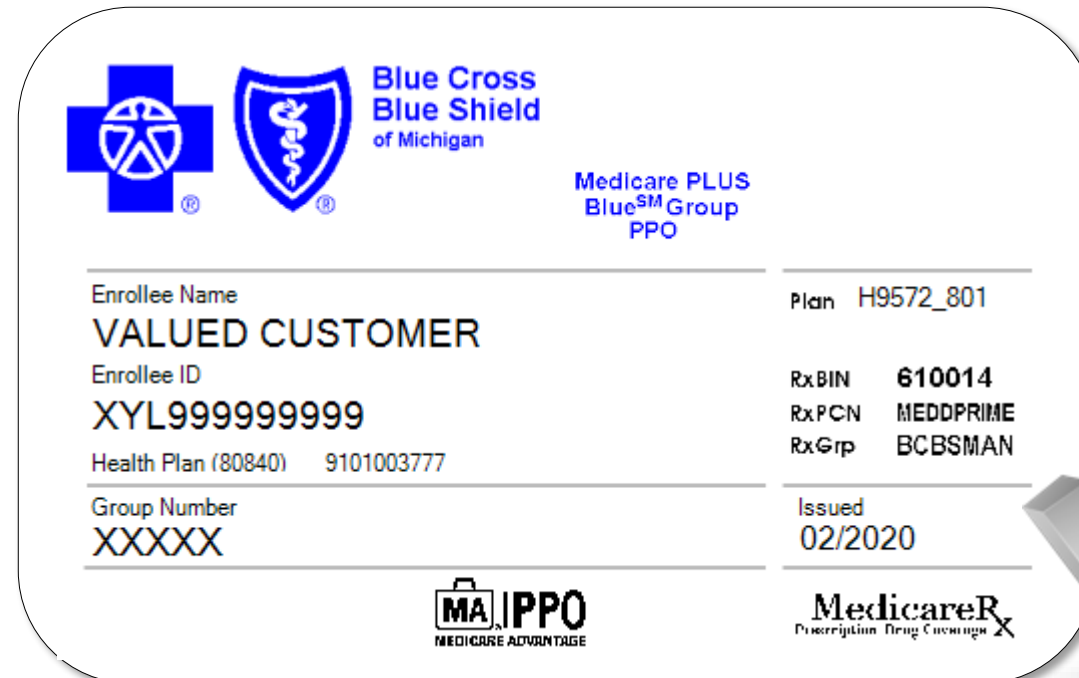 Blue Cross
Blue Shield
of Michigan
® ®
Medicare PLUS
Blue℠ Group
PPO
Enrollee Name
VALUED CUSTOMER
Enrollee ID
XYL999999999
Health Plan (80840) 9101003777
Plan H9572_801
RxBIN 610014
RxPCN MEDDPRIME
RxGrp BCBSMAN
Group Number
XXXXX
Issued
02/2020
MA PPO
MEDICARE ADVANTAGE
MedicareRx
Prescription Drug Coverage